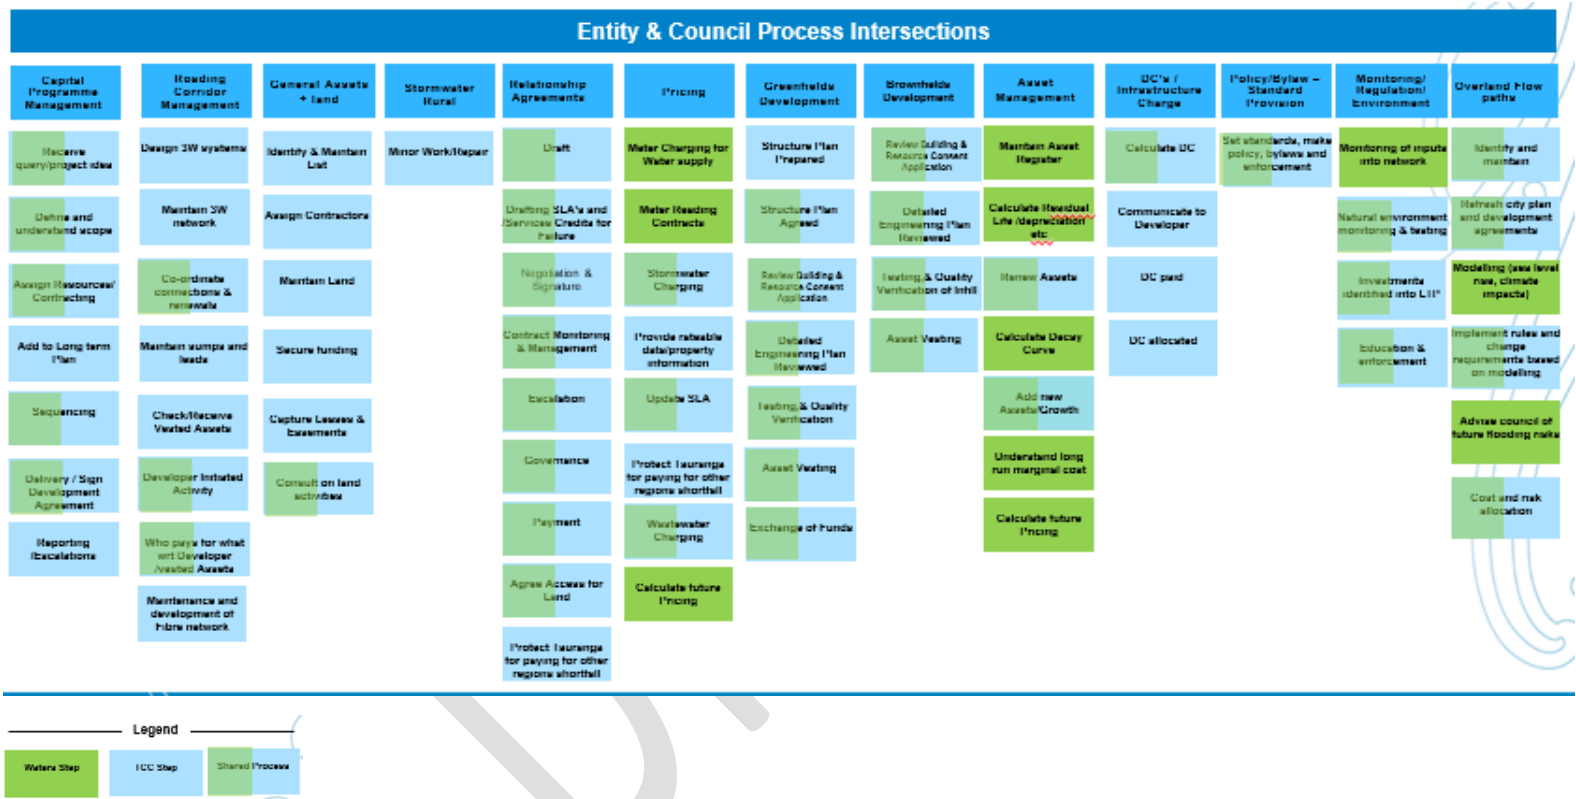 Entity & Council Process Intersections
Capital
Programme
Management
Receive
query/project idea
Define and
understand scope
Assign Resources/
Contracting
Add to Long term
Plan
Sequencing
Delivery / Sign
Development
Agreement
Reporting
/Escalations
Roading
Corridor
Management
Design SW systems
Maintain SW
network
Co-ordinate
connections &
renewals
Maintain sumps and
leads
Check/Receive
Vested Assets
Developer Initiated
Activity
Who pays for what
wrt Developer
/vested Assets
Maintenance and
development of
Fibre network
General Assets
+ land
Identify & Maintain
List
Assign Contractors
Maintain Land
Secure funding
Capture Leases &
Easements
Consult on land
activities
Stormwater
Rural
Minor Work/Repair
Relationship
Agreements
Draft
Drafting SLA's and
/Services Credits for
Failure
Negotiation &
Signature
Contract Monitoring
& Management
Escalation
Governance
Payment
Agree Access for
Land
Protect Tauranga
for paying for other
regions shortfall
Pricing
Meter Charging for
Water supply
Meter Reading
Contracts
Stormwater
Charging
Provide rateable
data/property
information
Update SLA
Protect Tauranga
for paying for other
regions shortfall
Wastewater
Charging
Calculate future
Pricing
Greenfields
Development
Structure Plan
Prepared
Structure Plan
Agreed
Review Building &
Resource Consent
Application
Detailed
Engineering Plan
Reviewed
Testing & Quality
Verification
Asset Vesting
Exchange of Funds
Brownfields
Development
Review Building &
Resource Consent
Application
Detailed
Engineering Plan
Reviewed
Testing & Quality
Verification of Infill
Asset Vesting
Asset
Management
Maintain Asset
Register
Calculate Residual
Life /depreciation
etc
Renew Assets
Calculate Decay
Curve
Add new
Assets/Growth
Understand long
run marginal cost
Calculate future
Pricing
DC's /
Infrastructure
Charge
Calculate DC
Communicate to
Developer
DC paid
DC allocated
Policy/Bylaw –
Standard
Provision
Set standards, make
policy, bylaws and
enforcement
Monitoring/
Regulation/
Environment
Monitoring of inputs
into network
Natural environment
monitoring & testing
Investments
identified into LTP
Education &
enforcement
Overland Flow
paths
Identify and
maintain
Refresh city plan
and development
agreements
Modelling (sea level
rise, climate
impacts)
Implement rules and
change
requirements based
on modelling
Advise council of
future flooding risks
Cost and risk
allocation
Legend
Waters Step
TCC Step
Shared Process